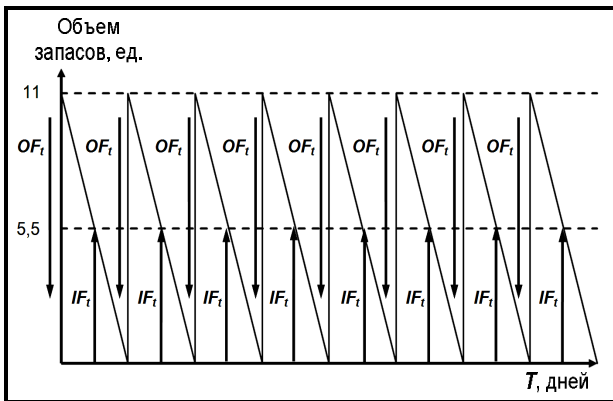 Объем
запасов, ед.
11
OFt OFt OFt OFt OFt OFt OFt OFt
5,5
IFt IFt IFt IFt IFt IFt IFt IFt
T, дней